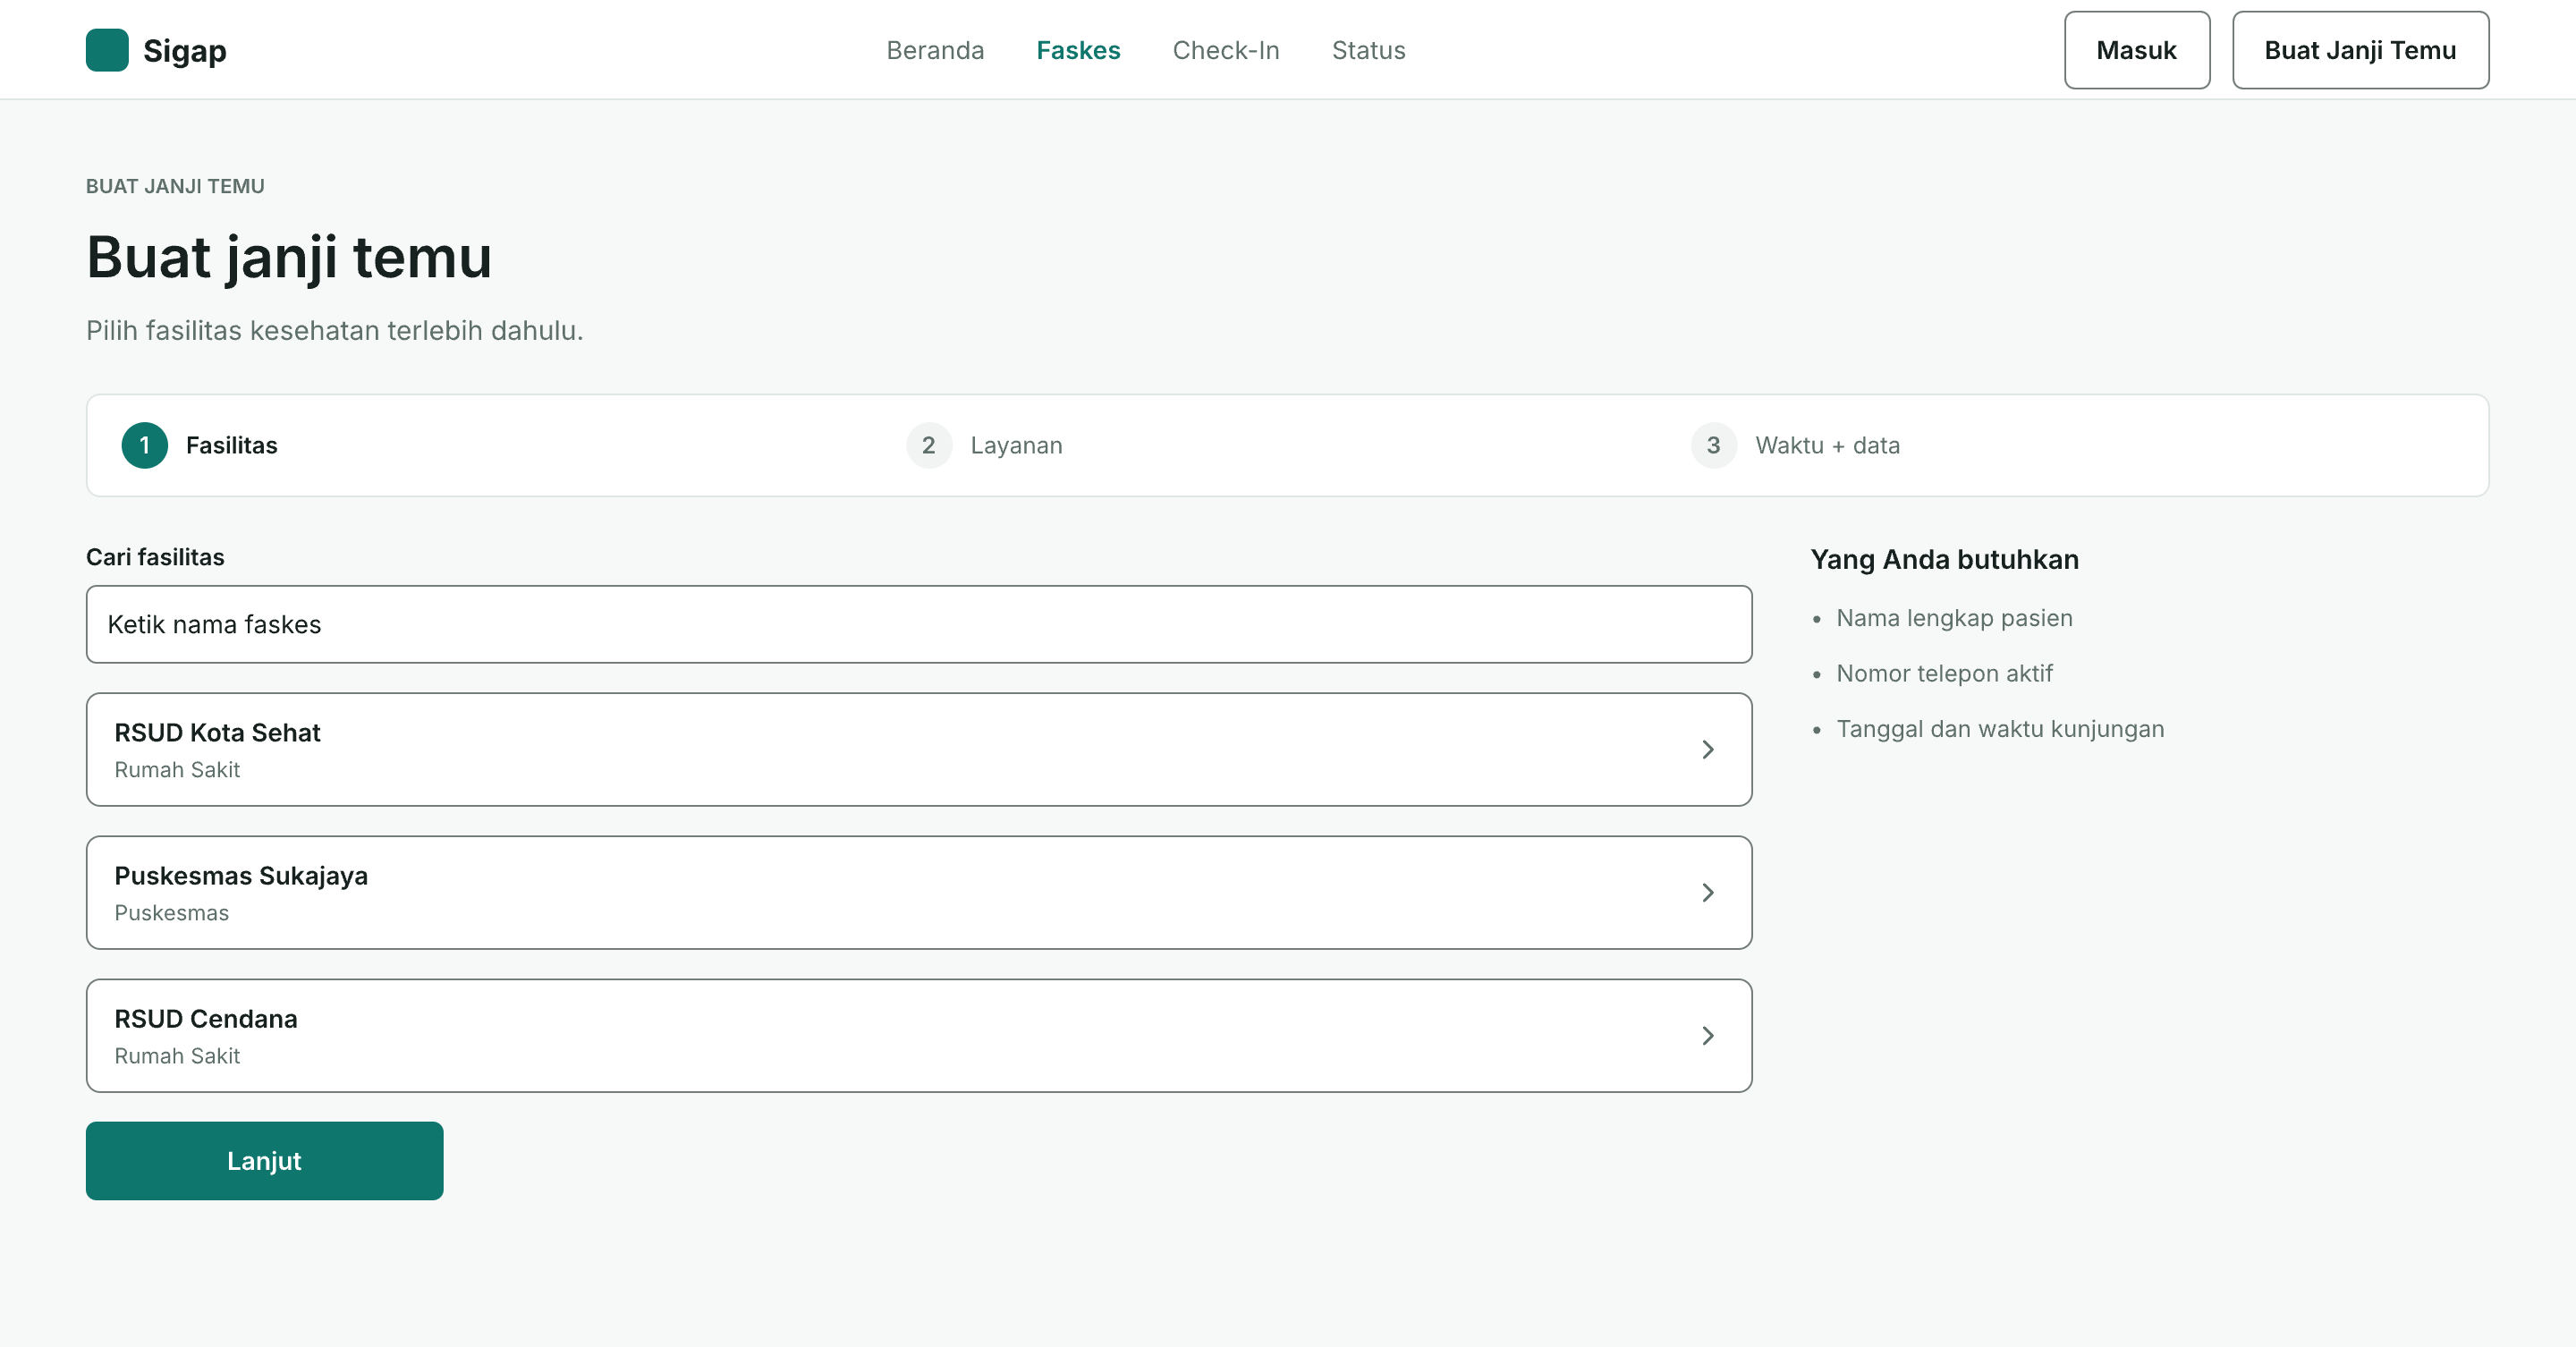 Sigap
Beranda
Faskes
Check-In
Status
Masuk
Buat Janji Temu
BUAT JANJI TEMU
Buat janji temu
Pilih fasilitas kesehatan terlebih dahulu.
1 Fasilitas
2 Layanan
3 Waktu + data
Cari fasilitas
Ketik nama faskes
RSUD Kota Sehat
Rumah Sakit
Puskesmas Sukajaya
Puskesmas
RSUD Cendana
Rumah Sakit
Lanjut
Yang Anda butuhkan
• Nama lengkap pasien
• Nomor telepon aktif
• Tanggal dan waktu kunjungan